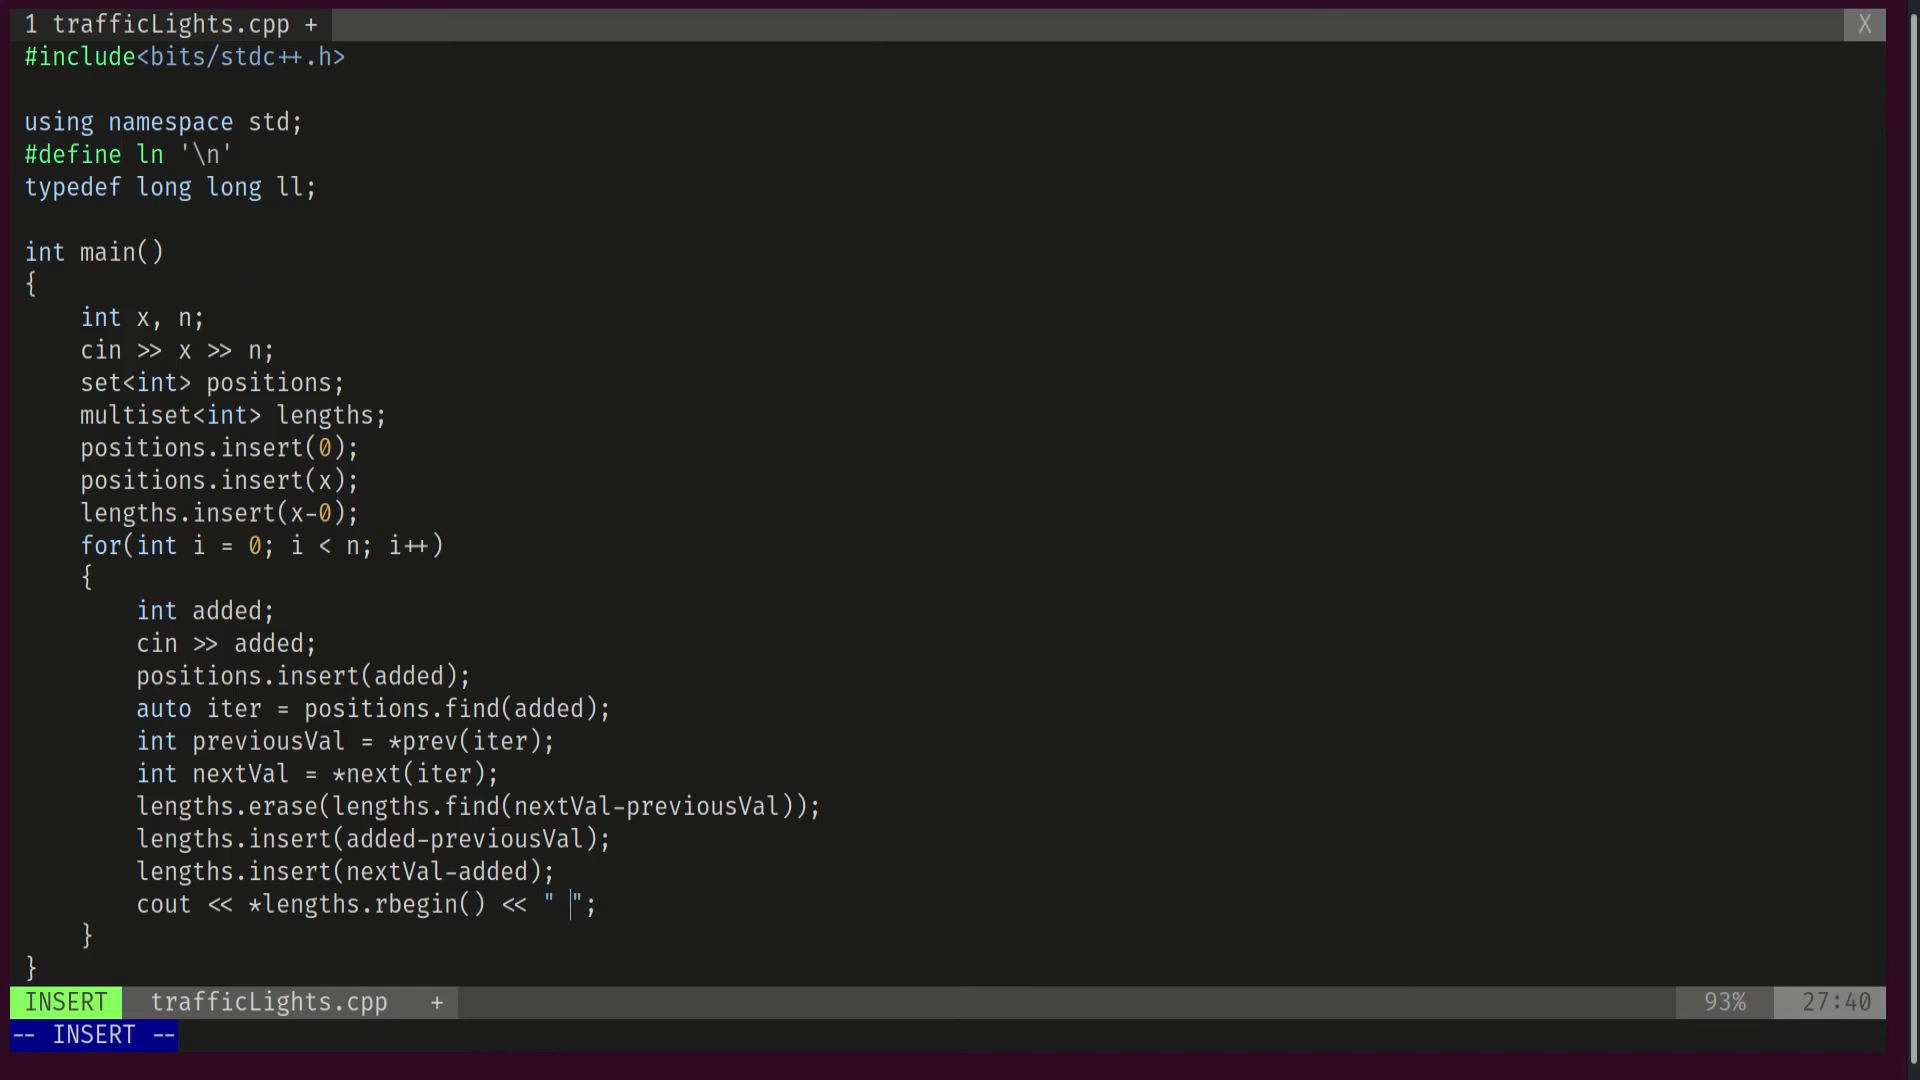 1 trafficLights.cpp + X
#include<bits/stdc++.h>
using namespace std;
#define ln '\n'
typedef long long ll;
int main()
{
    int x, n;
    cin >> x >> n;
    set<int> positions;
    multiset<int> lengths;
    positions.insert(0);
    positions.insert(x);
    lengths.insert(x-0);
    for(int i = 0; i < n; i++)
    {
        int added;
        cin >> added;
        positions.insert(added);
        auto iter = positions.find(added);
        int previousVal = *prev(iter);
        int nextVal = *next(iter);
        lengths.erase(lengths.find(nextVal-previousVal));
        lengths.insert(added-previousVal);
        lengths.insert(nextVal-added);
        cout << *lengths.rbegin() << " ";
    }
}
INSERT trafficLights.cpp + 93% 27:40
-- INSERT --